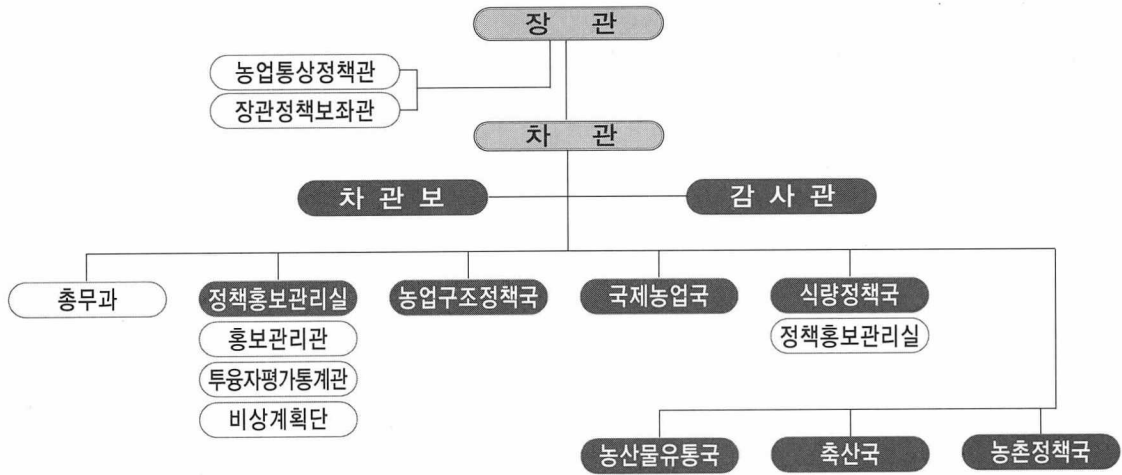 장 관
농업통상정책관
장관정책보좌관
차 관
차 관 보
감 사 관
총무과
정책홍보관리실
농업구조정책국
국제농업국
식량정책국
홍보관리관
정책홍보관리실
투융자평가통계관
비상계획단
농산물유통국
축산국
농촌정책국